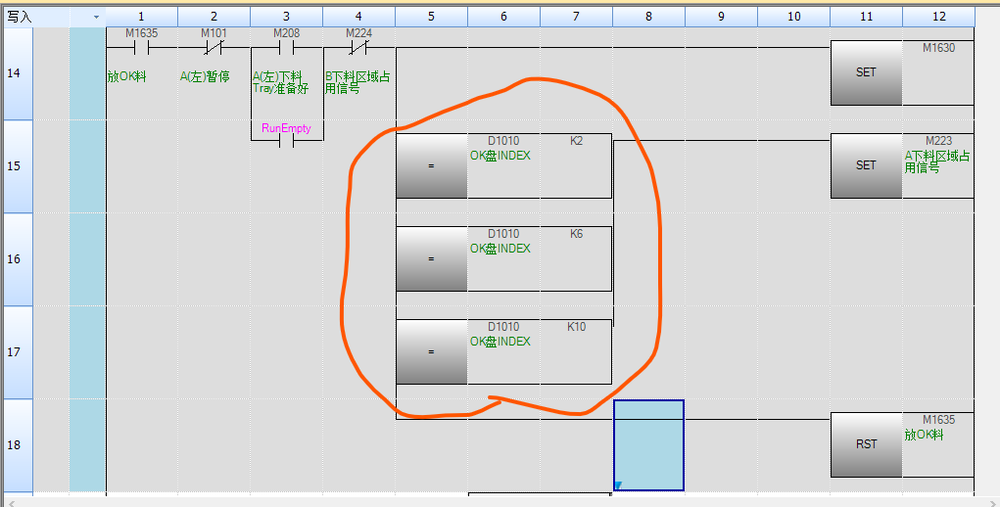 写入
1 2 3 4 5 6 7 8 9 10 11 12
14
M1635 M101 M208 M224 M1630
放OK料 A(左)暂停 A(左)下料 B下料区域占 SET
Tray准备好 用信号
RunEmpty
15
D1010 K2 M223
= OK盘INDEX SET A下料区域占
用信号
16
D1010 K6
= OK盘INDEX
17
D1010 K10
= OK盘INDEX
18
M1635
RST 放OK料